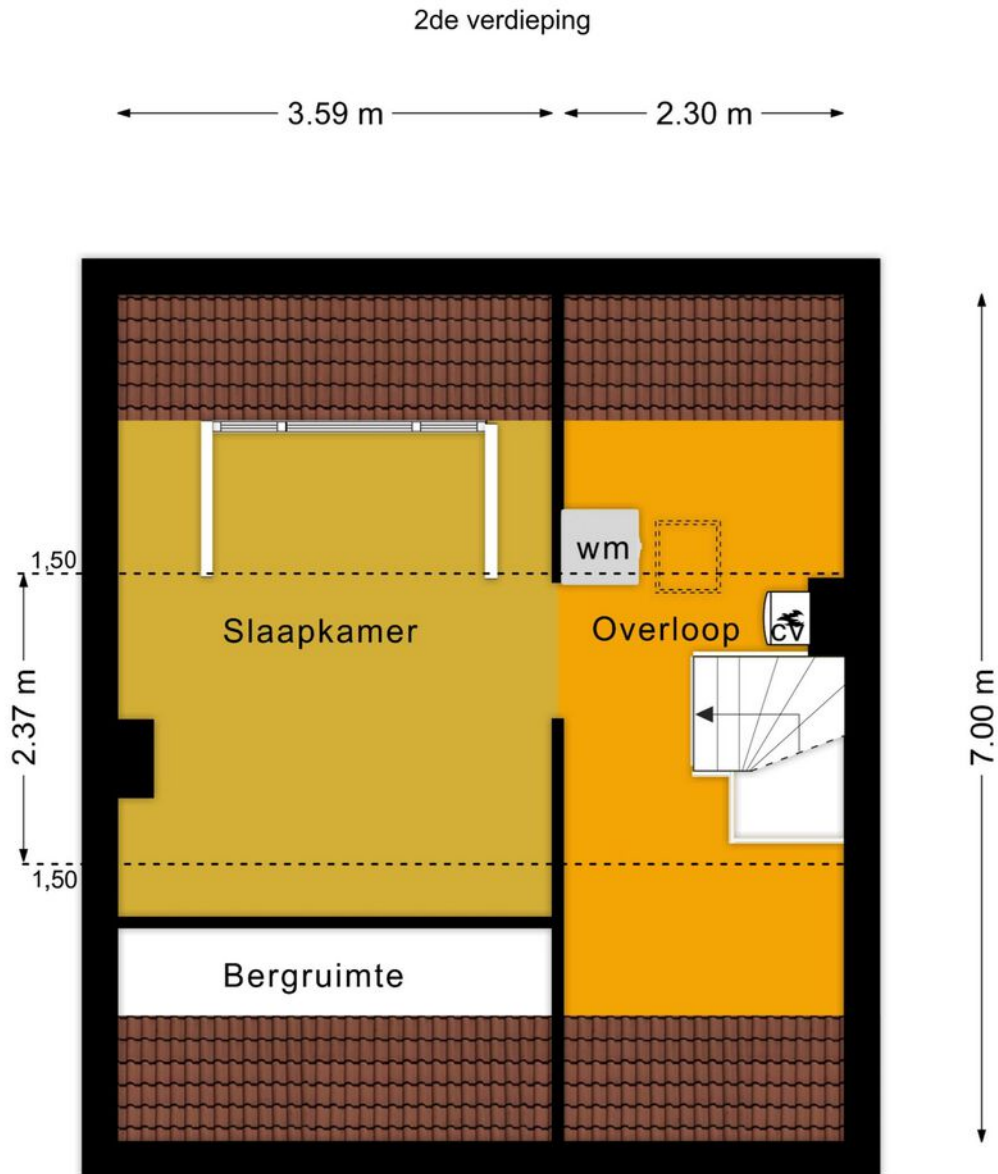 2de verdieping
3.59 m
2.30 m
1,50
wm
Slaapkamer
Overloop
CV
2.37 m
7.00 m
1,50
Bergruimte